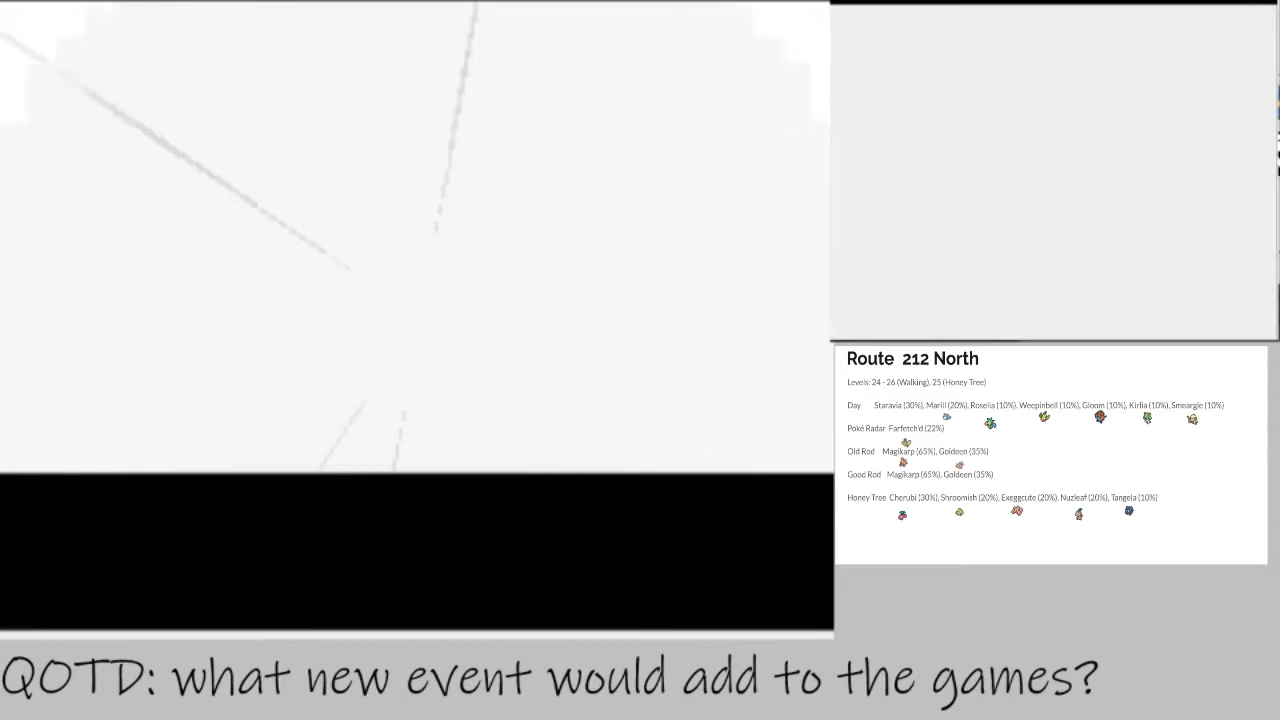 Route 212 North
Levels: 24 - 26 (Walking), 25 (Honey Tree)
Day Staravia (30%), Marill (20%), Roselia (10%), Weepinbell (10%), Gloom (10%), Kirlia (10%), Smeargle (10%)
Poké Radar Farfetch'd (22%)
Old Rod Magikarp (65%), Goldeen (35%)
Good Rod Magikarp (65%), Goldeen (35%)
Honey Tree Cherubi (30%), Shroomish (20%), Exeggcute (20%), Nuzleaf (20%), Tangela (10%)
QOTD: what new event would add to the games?